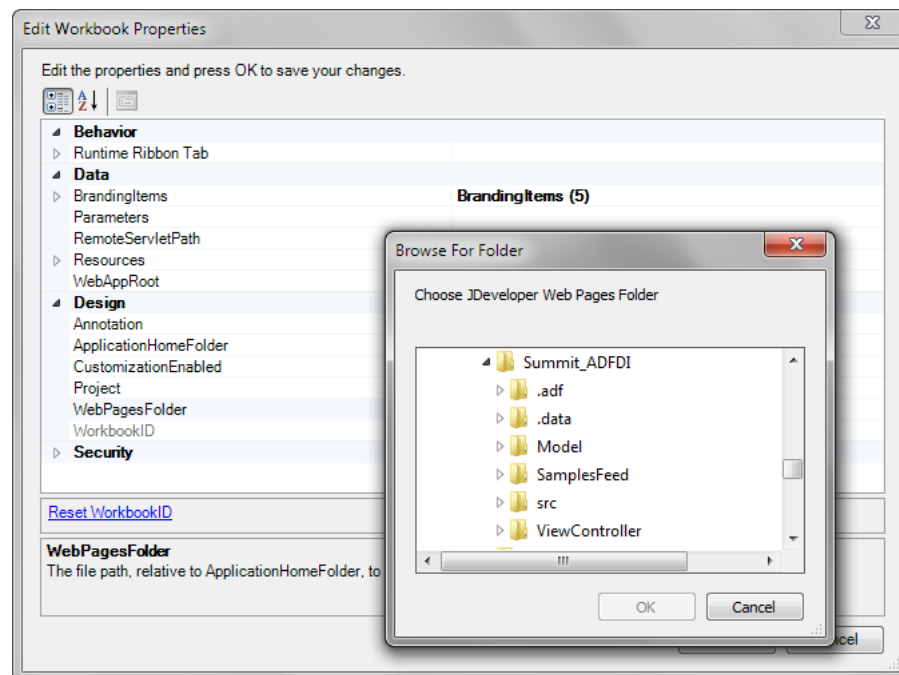 Edit Workbook Properties
Edit the properties and press OK to save your changes.
Behavior
Runtime Ribbon Tab
Data
BrandingItems BrandingItems (5)
Parameters
RemoteServletPath
Resources
WebAppRoot
Design
Annotation
ApplicationHomeFolder
CustomizationEnabled
Project
WebPagesFolder
WorkbookID
Security
Reset WorkbookID
WebPagesFolder
The file path, relative to ApplicationHomeFolder, to
Browse For Folder
Choose JDeveloper Web Pages Folder
Summit_ADFDI
.adf
.data
Model
SamplesFeed
src
ViewController
OK Cancel